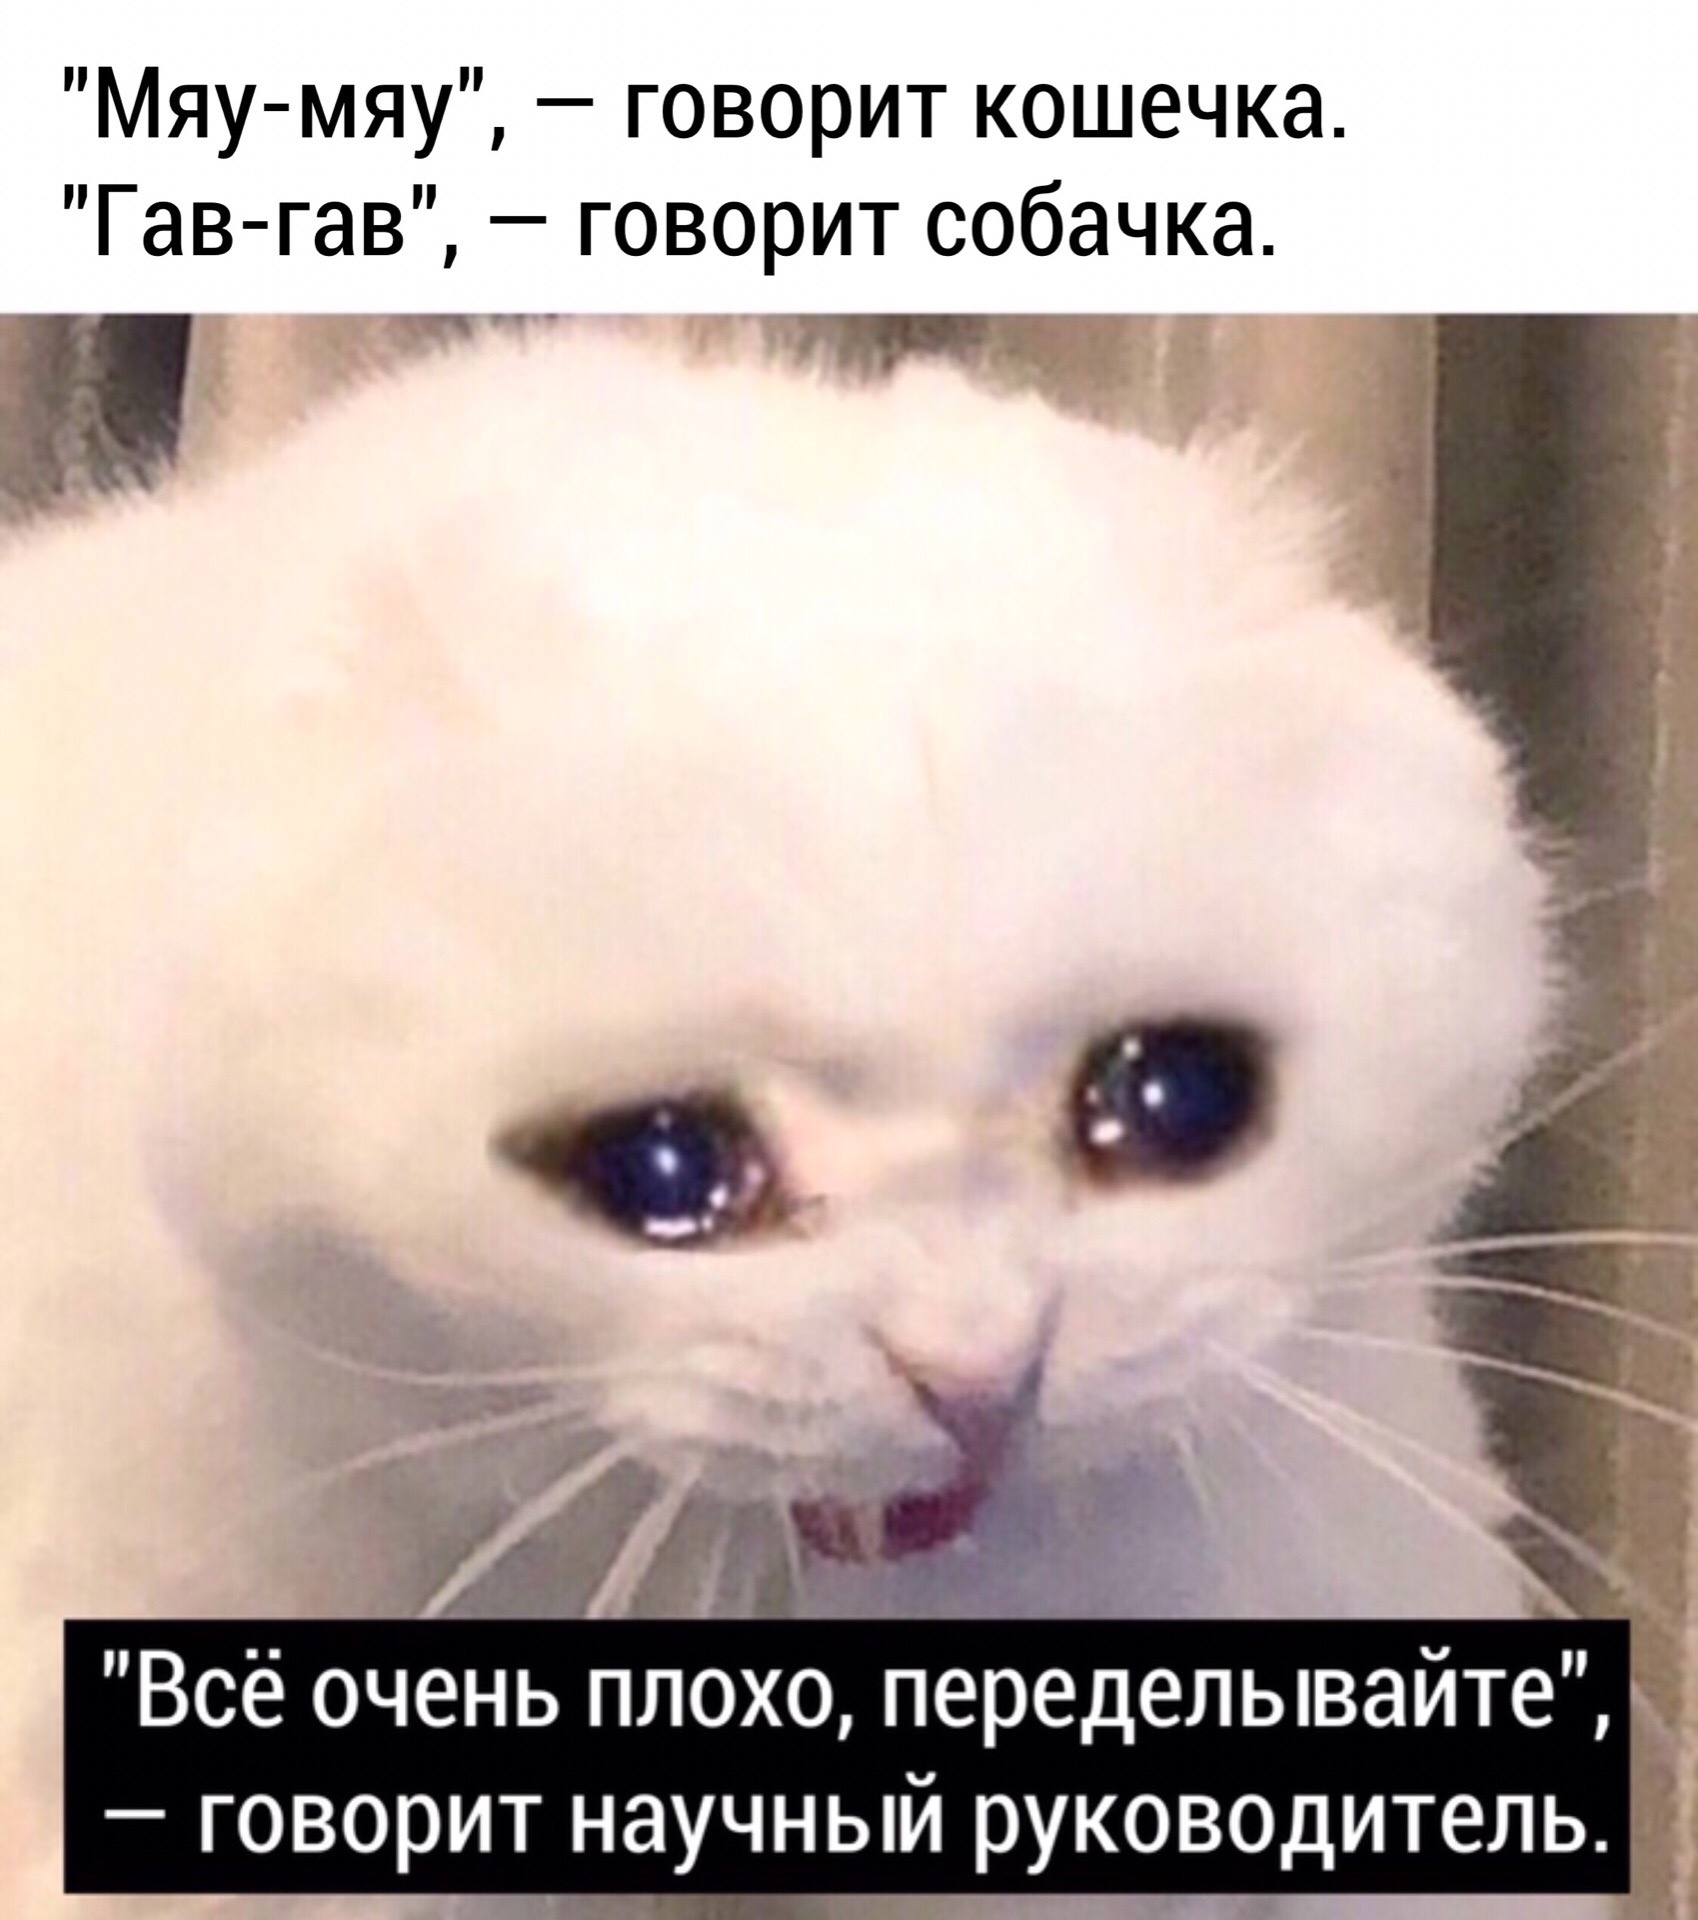 "Мяу-мяу", — говорит кошечка.
"Гав-гав", — говорит собачка.
"Всё очень плохо, переделывайте",
— говорит научный руководитель.